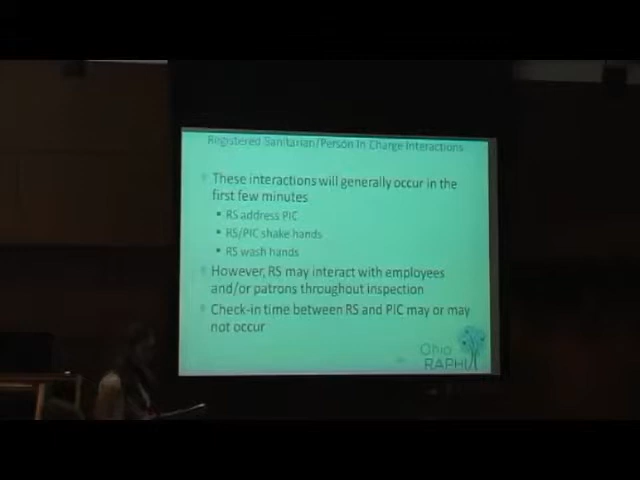 Registered Sanitarian/Person In Charge Interactions
These interactions will generally occur in the
first few minutes
RS address PIC
RS/PIC shake hands
RS wash hands
However, RS may interact with employees
and/or patrons throughout inspection
Check-in time between RS and PIC may or may
not occur
Ohio
RAPHI